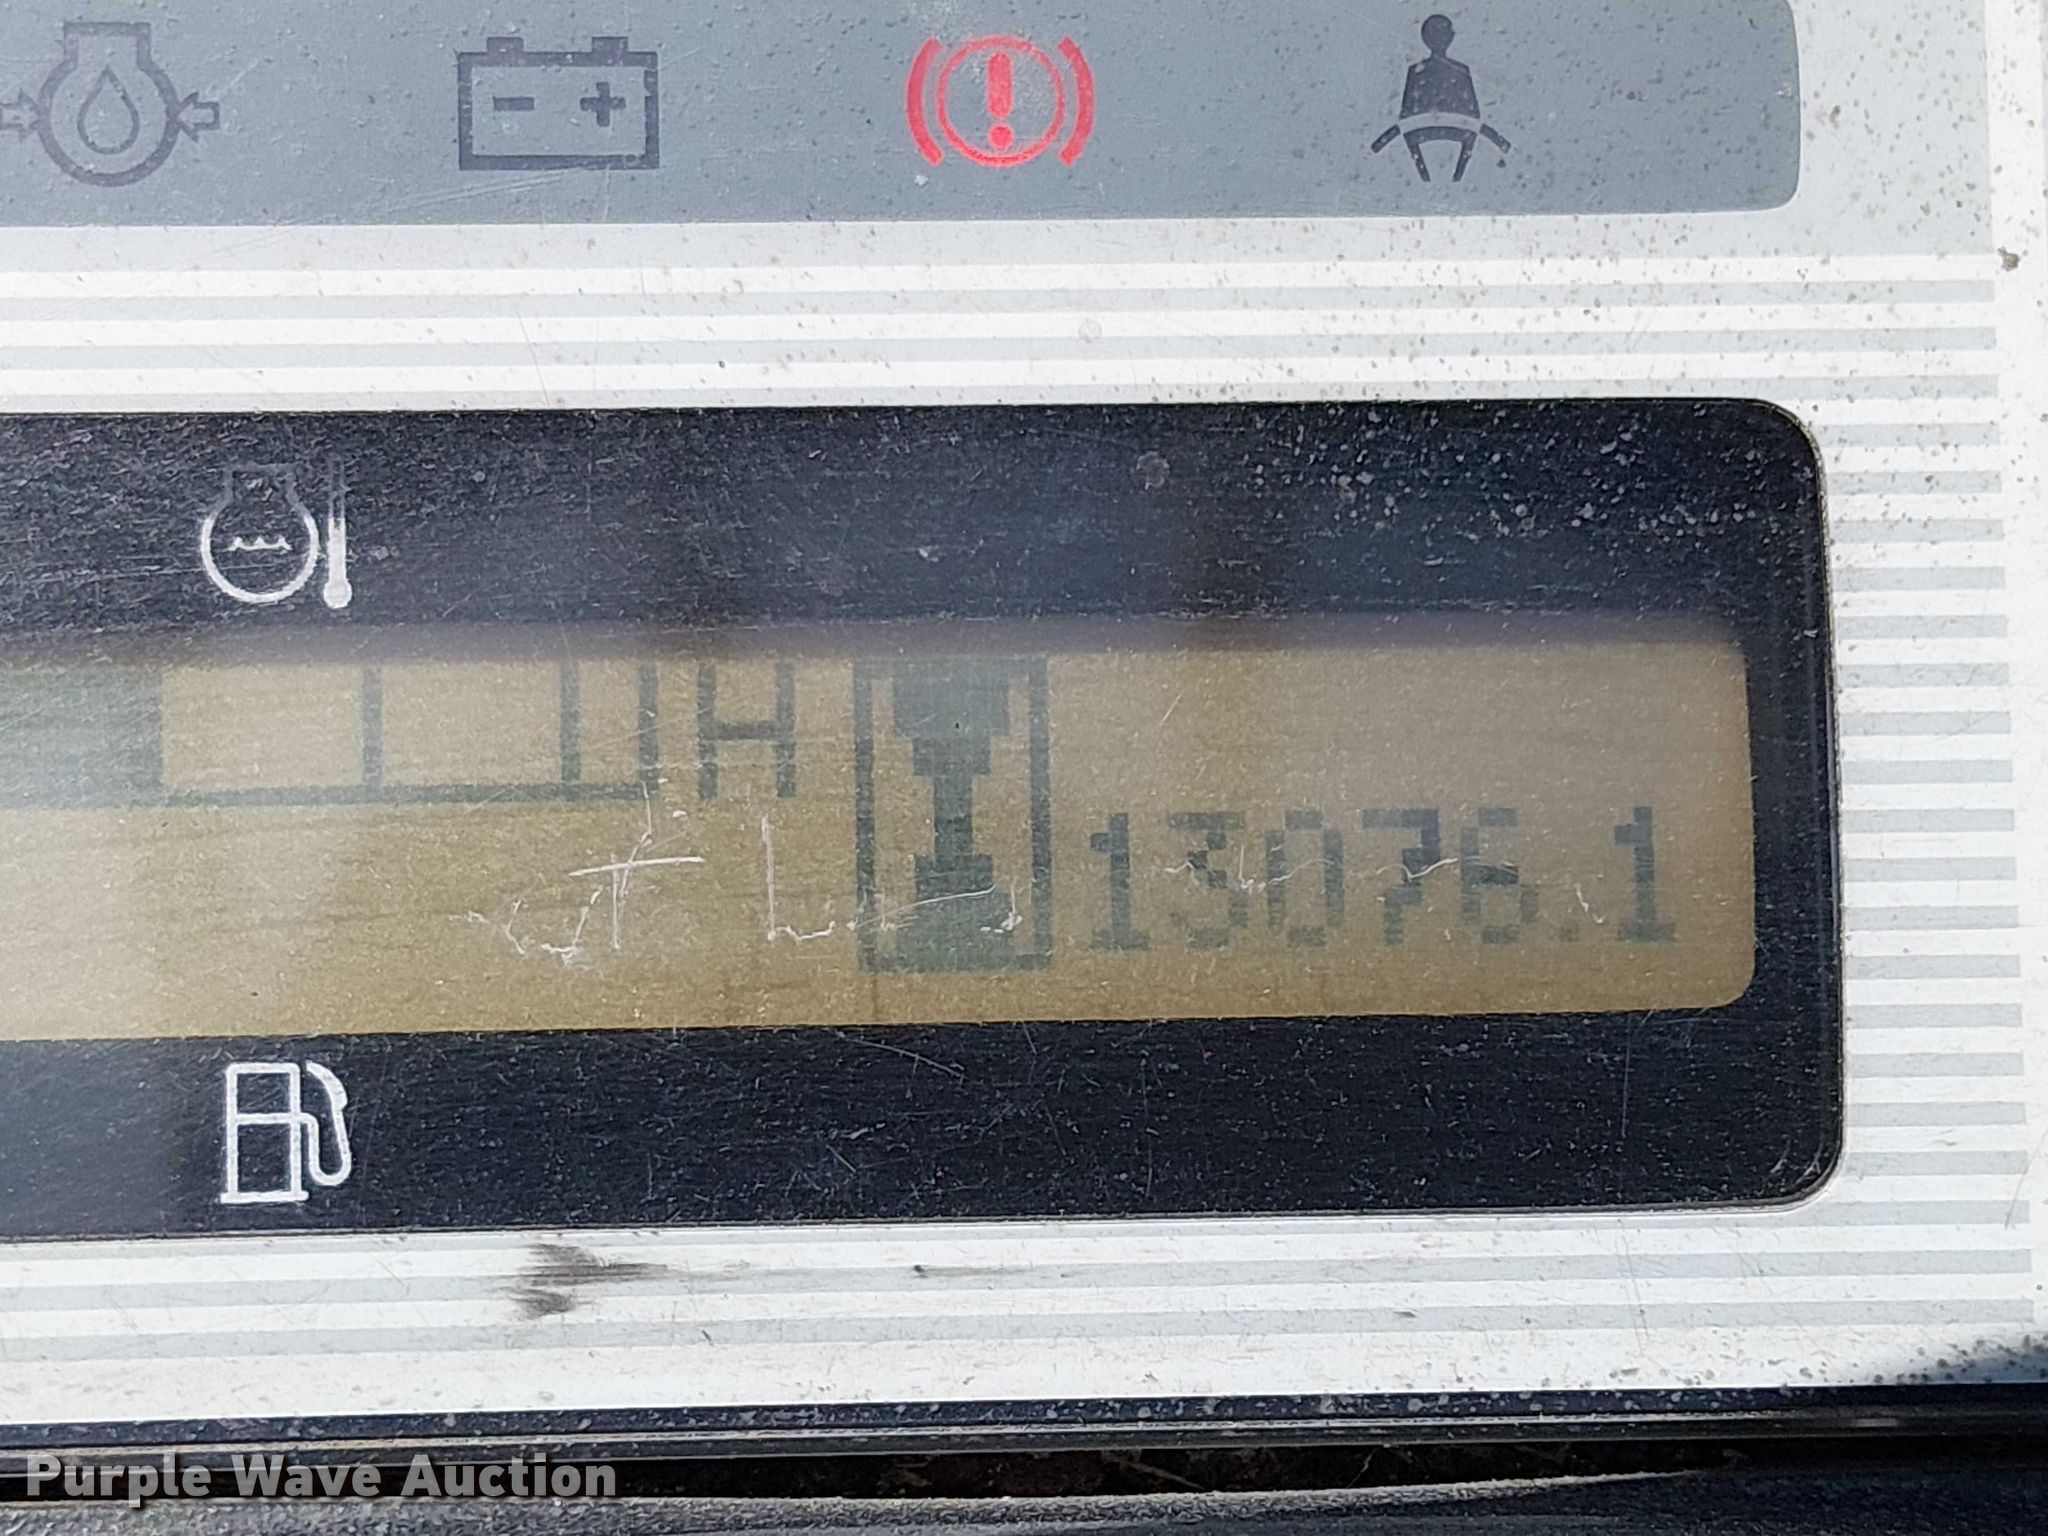 H
13076.1
Purple Wave Auction